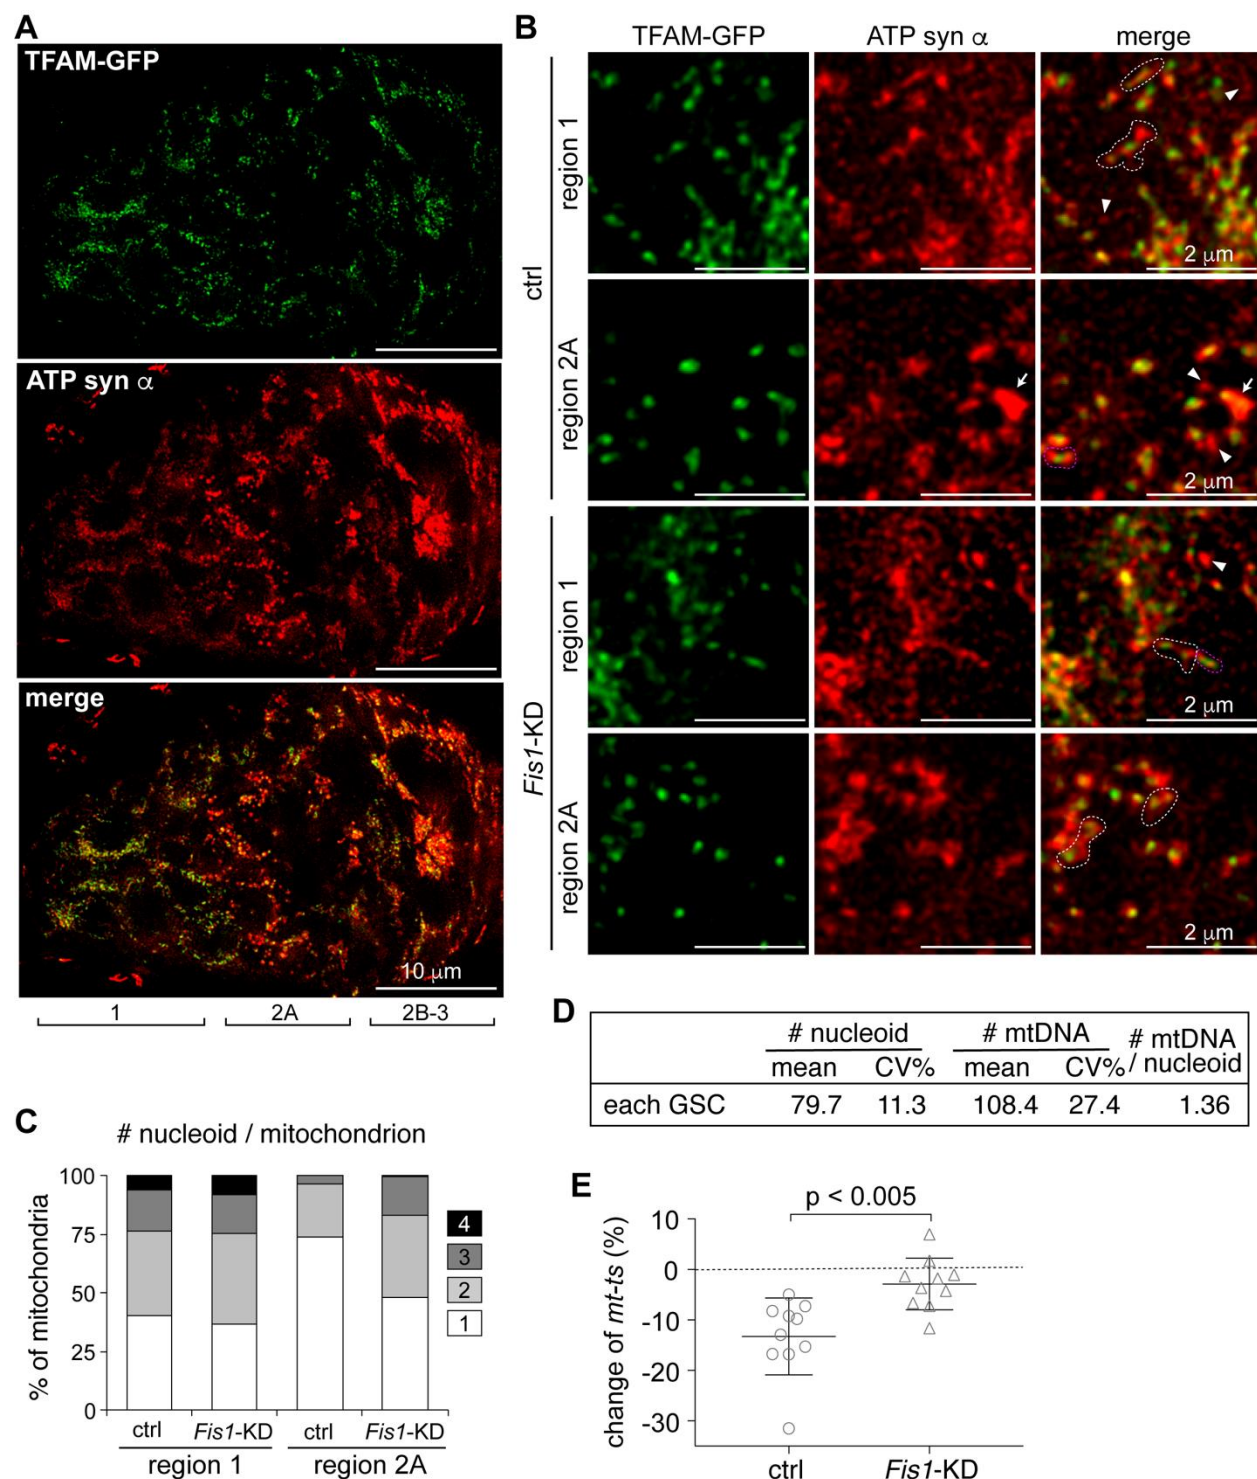 A
TFAM-GFP
ATP syn α
merge
10 μm
1 2A 2B-3
B
TFAM-GFP ATP syn α merge
ctrl
region 1
2 μm
region 2A
2 μm
Fis1-KD
region 1
2 μm
region 2A
2 μm
C
# nucleoid / mitochondrion
% of mitochondria
100
75
50
25
0
4
3
2
1
ctrl Fis1-KD ctrl Fis1-KD
region 1 region 2A
D
# nucleoid # mtDNA # mtDNA
mean CV% mean CV% / nucleoid
each GSC 79.7 11.3 108.4 27.4 1.36
E
p < 0.005
change of mt-ts (%)
10
0
-10
-20
-30
ctrl Fis1-KD